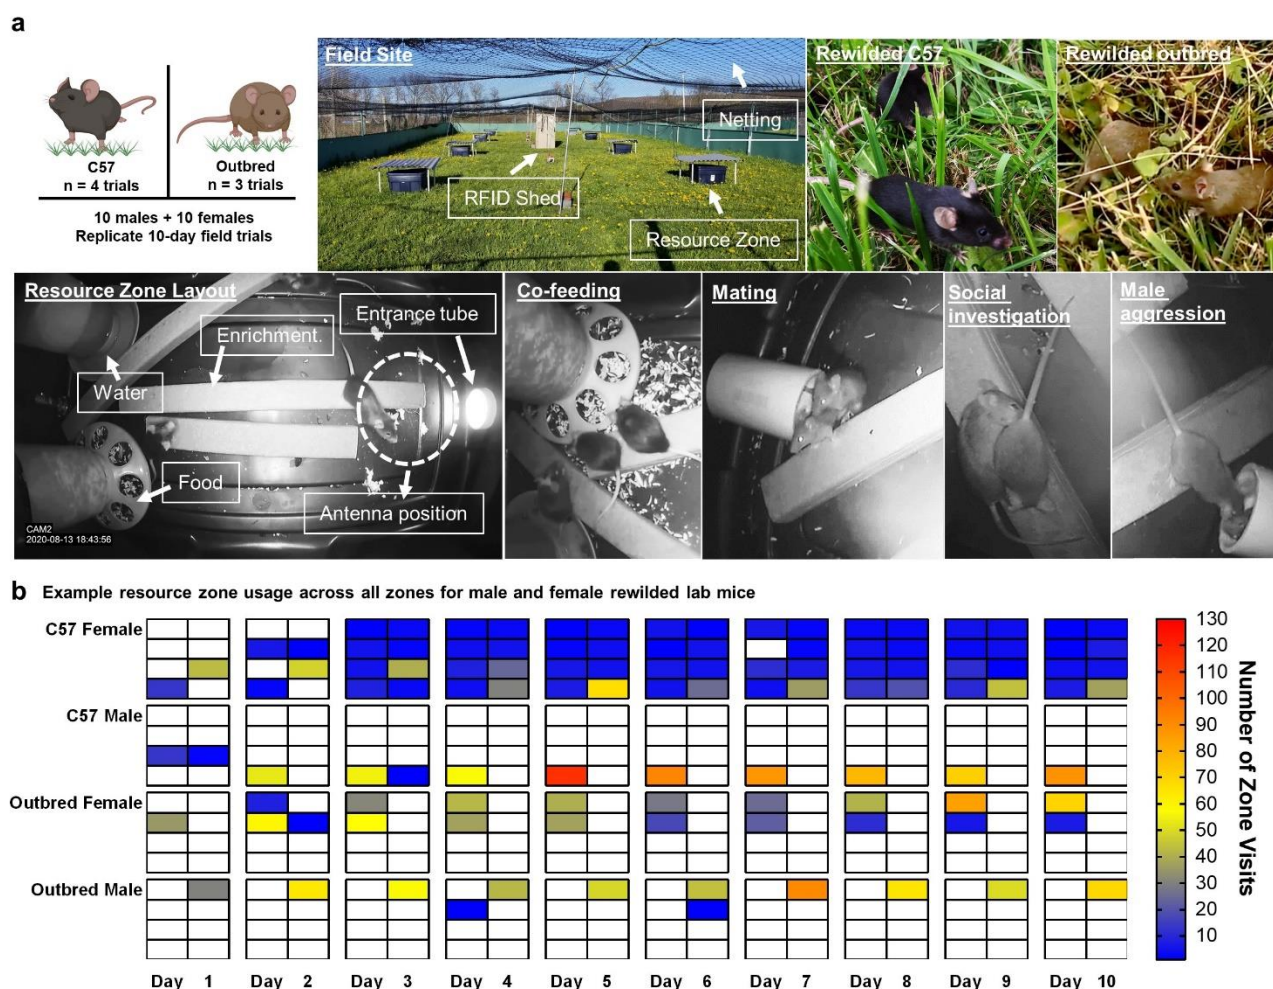 a
C57
n = 4 trials
Outbred
n = 3 trials
10 males + 10 females
Replicate 10-day field trials
Field Site
Netting
RFID Shed
Resource Zone
Rewilded C57
Rewilded outbred
Resource Zone Layout
Entrance tube
Enrichment.
Water
Food
Antenna position
CAM2
2020-08-13 18:43:56
Co-feeding
Mating
Social
investigation
Male
aggression
b Example resource zone usage across all zones for male and female rewilded lab mice
C57 Female
C57 Male
Outbred Female
Outbred Male
Day 1 Day 2 Day 3 Day 4 Day 5 Day 6 Day 7 Day 8 Day 9 Day 10
130
120
110
100
90
80
70
60
50
40
30
20
10
Number of Zone Visits